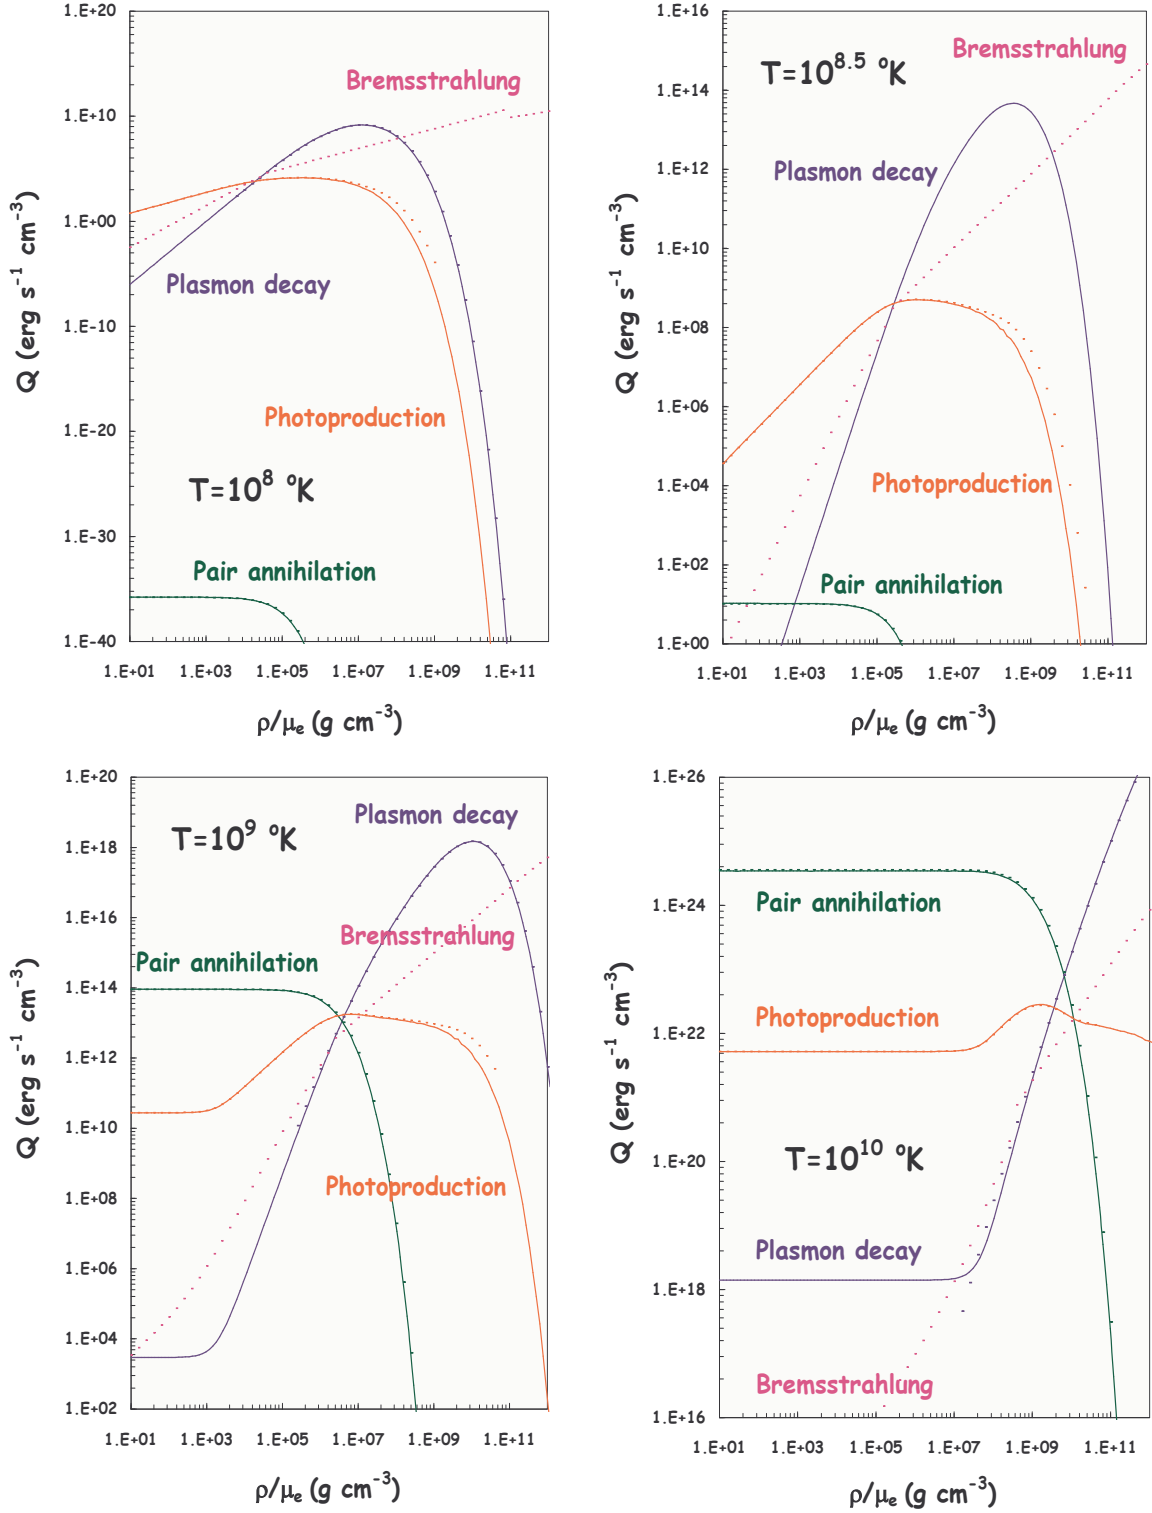 1.E+20
1.E+10
1.E+00
1.E-10
1.E-20
1.E-30
1.E-40
Q (erg s⁻¹ cm⁻³)
Bremsstrahlung
Plasmon decay
Photoproduction
T=10⁸ °K
Pair annihilation
1.E+01 1.E+03 1.E+05 1.E+07 1.E+09 1.E+11
ρ/μₑ (g cm⁻³)
1.E+16
1.E+14
1.E+12
1.E+10
1.E+08
1.E+06
1.E+04
1.E+02
1.E+00
Q (erg s⁻¹ cm⁻³)
Bremsstrahlung
T=10⁸·⁵ °K
Plasmon decay
Photoproduction
Pair annihilation
1.E+01 1.E+03 1.E+05 1.E+07 1.E+09 1.E+11
ρ/μₑ (g cm⁻³)
1.E+20
1.E+18
1.E+16
1.E+14
1.E+12
1.E+10
1.E+08
1.E+06
1.E+04
1.E+02
Q (erg s⁻¹ cm⁻³)
Plasmon decay
T=10⁹ °K
Bremsstrahlung
Pair annihilation
Photoproduction
1.E+01 1.E+03 1.E+05 1.E+07 1.E+09 1.E+11
ρ/μₑ (g cm⁻³)
1.E+26
1.E+24
1.E+22
1.E+20
1.E+18
1.E+16
Q (erg s⁻¹ cm⁻³)
Pair annihilation
Photoproduction
T=10¹⁰ °K
Plasmon decay
Bremsstrahlung
1.E+01 1.E+03 1.E+05 1.E+07 1.E+09 1.E+11
ρ/μₑ (g cm⁻³)